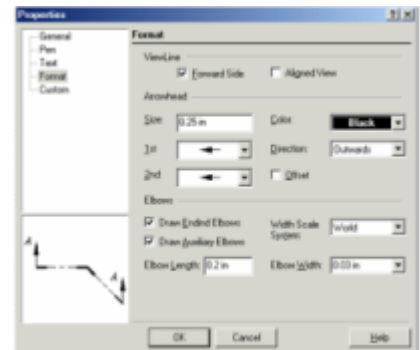 Properties
General
Pen
Text
Format
Custom
Format
ViewLine
Forward Side Aligned View
Arrowhead
Size: 0.25 in Color: Black
1st Direction: Outwards
2nd Offset
Elbows
Draw Ended Elbows Width Scale System: World
Draw Auxiliary Elbows
Elbow Length: 0.2 in Elbow Width: 0.03 in
A
A
OK Cancel Help